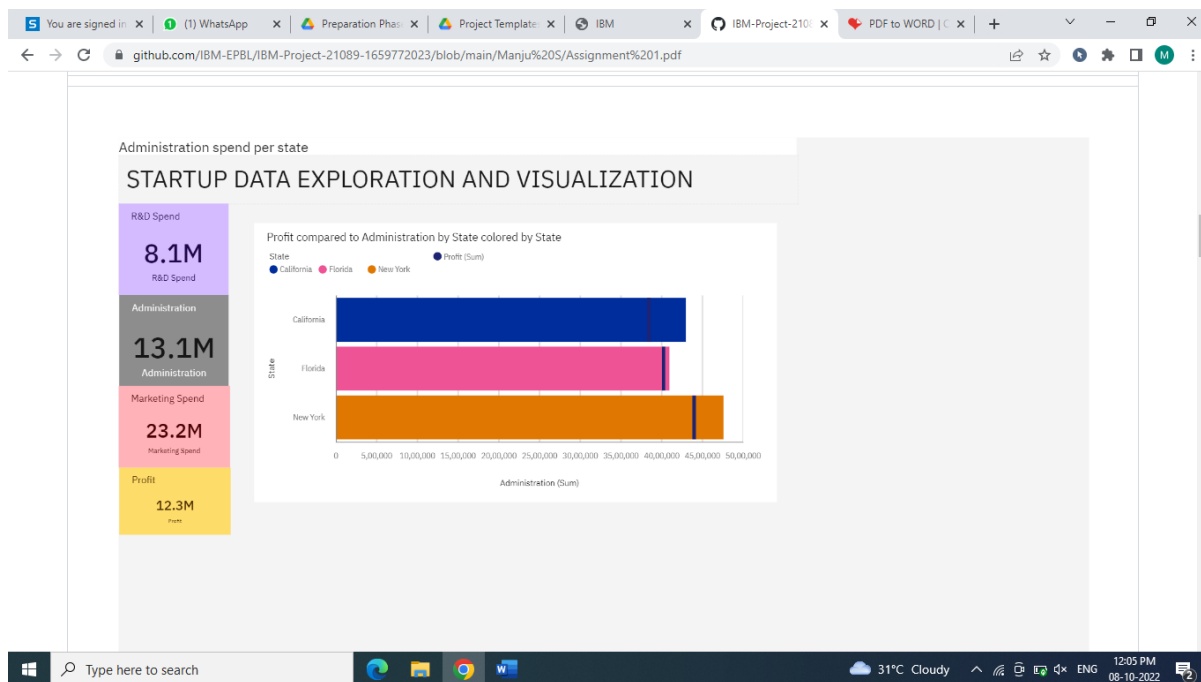 You are signed in
(1) WhatsApp
Preparation Phas
Project Template
IBM
IBM-Project-210
PDF to WORD | C
github.com/IBM-EPBL/IBM-Project-21089-1659772023/blob/main/Manju%20S/Assignment%201.pdf
M
Administration spend per state
STARTUP DATA EXPLORATION AND VISUALIZATION
R&D Spend
8.1M
R&D Spend
Administration
13.1M
Administration
Marketing Spend
23.2M
Marketing Spend
Profit
12.3M
Profit
Profit compared to Administration by State colored by State
State
California Florida New York
Profit (Sum)
State
California
Florida
New York
0 5,00,000 10,00,000 15,00,000 20,00,000 25,00,000 30,00,000 35,00,000 40,00,000 45,00,000 50,00,000
Administration (Sum)
Type here to search
31°C Cloudy
ENG
12:05 PM
08-10-2022
2